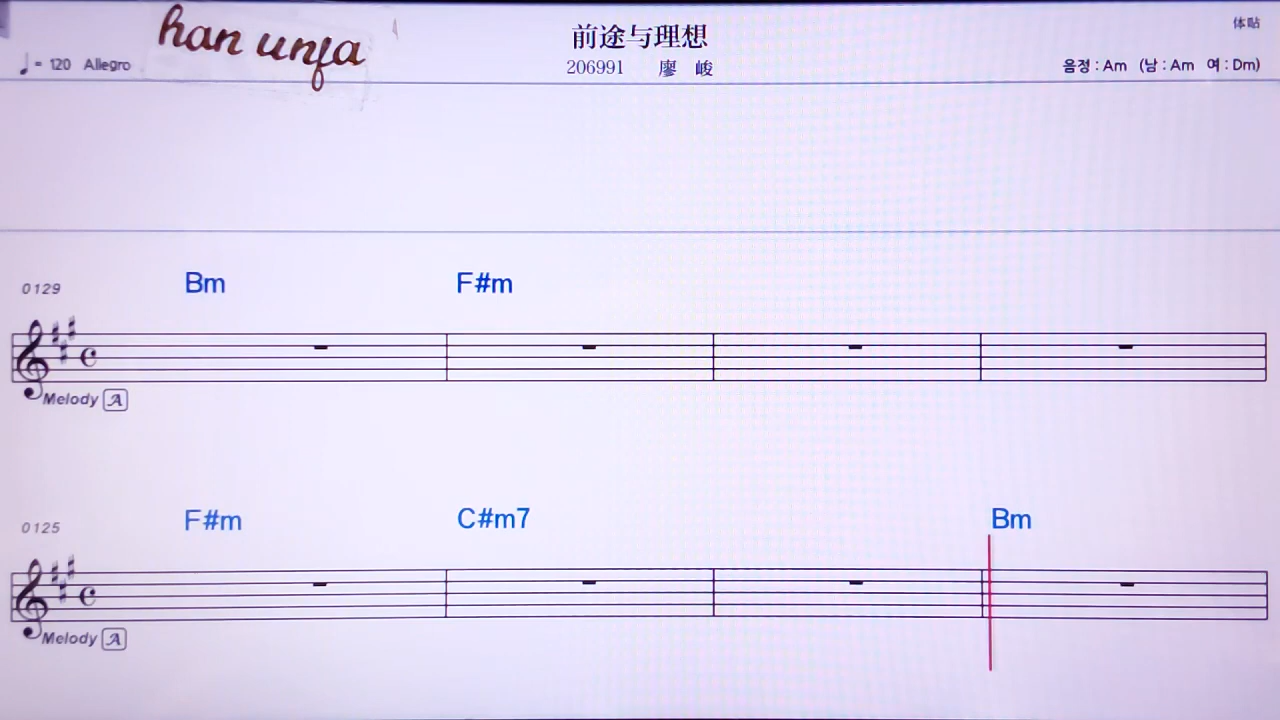 han unfa
前途与理想
体贴
♩ = 120 Allegro
206991 廖 峻
음정 : Am (남 : Am 여 : Dm)
0129
Bm F#m
Melody A
0125
F#m C#m7 Bm
Melody A